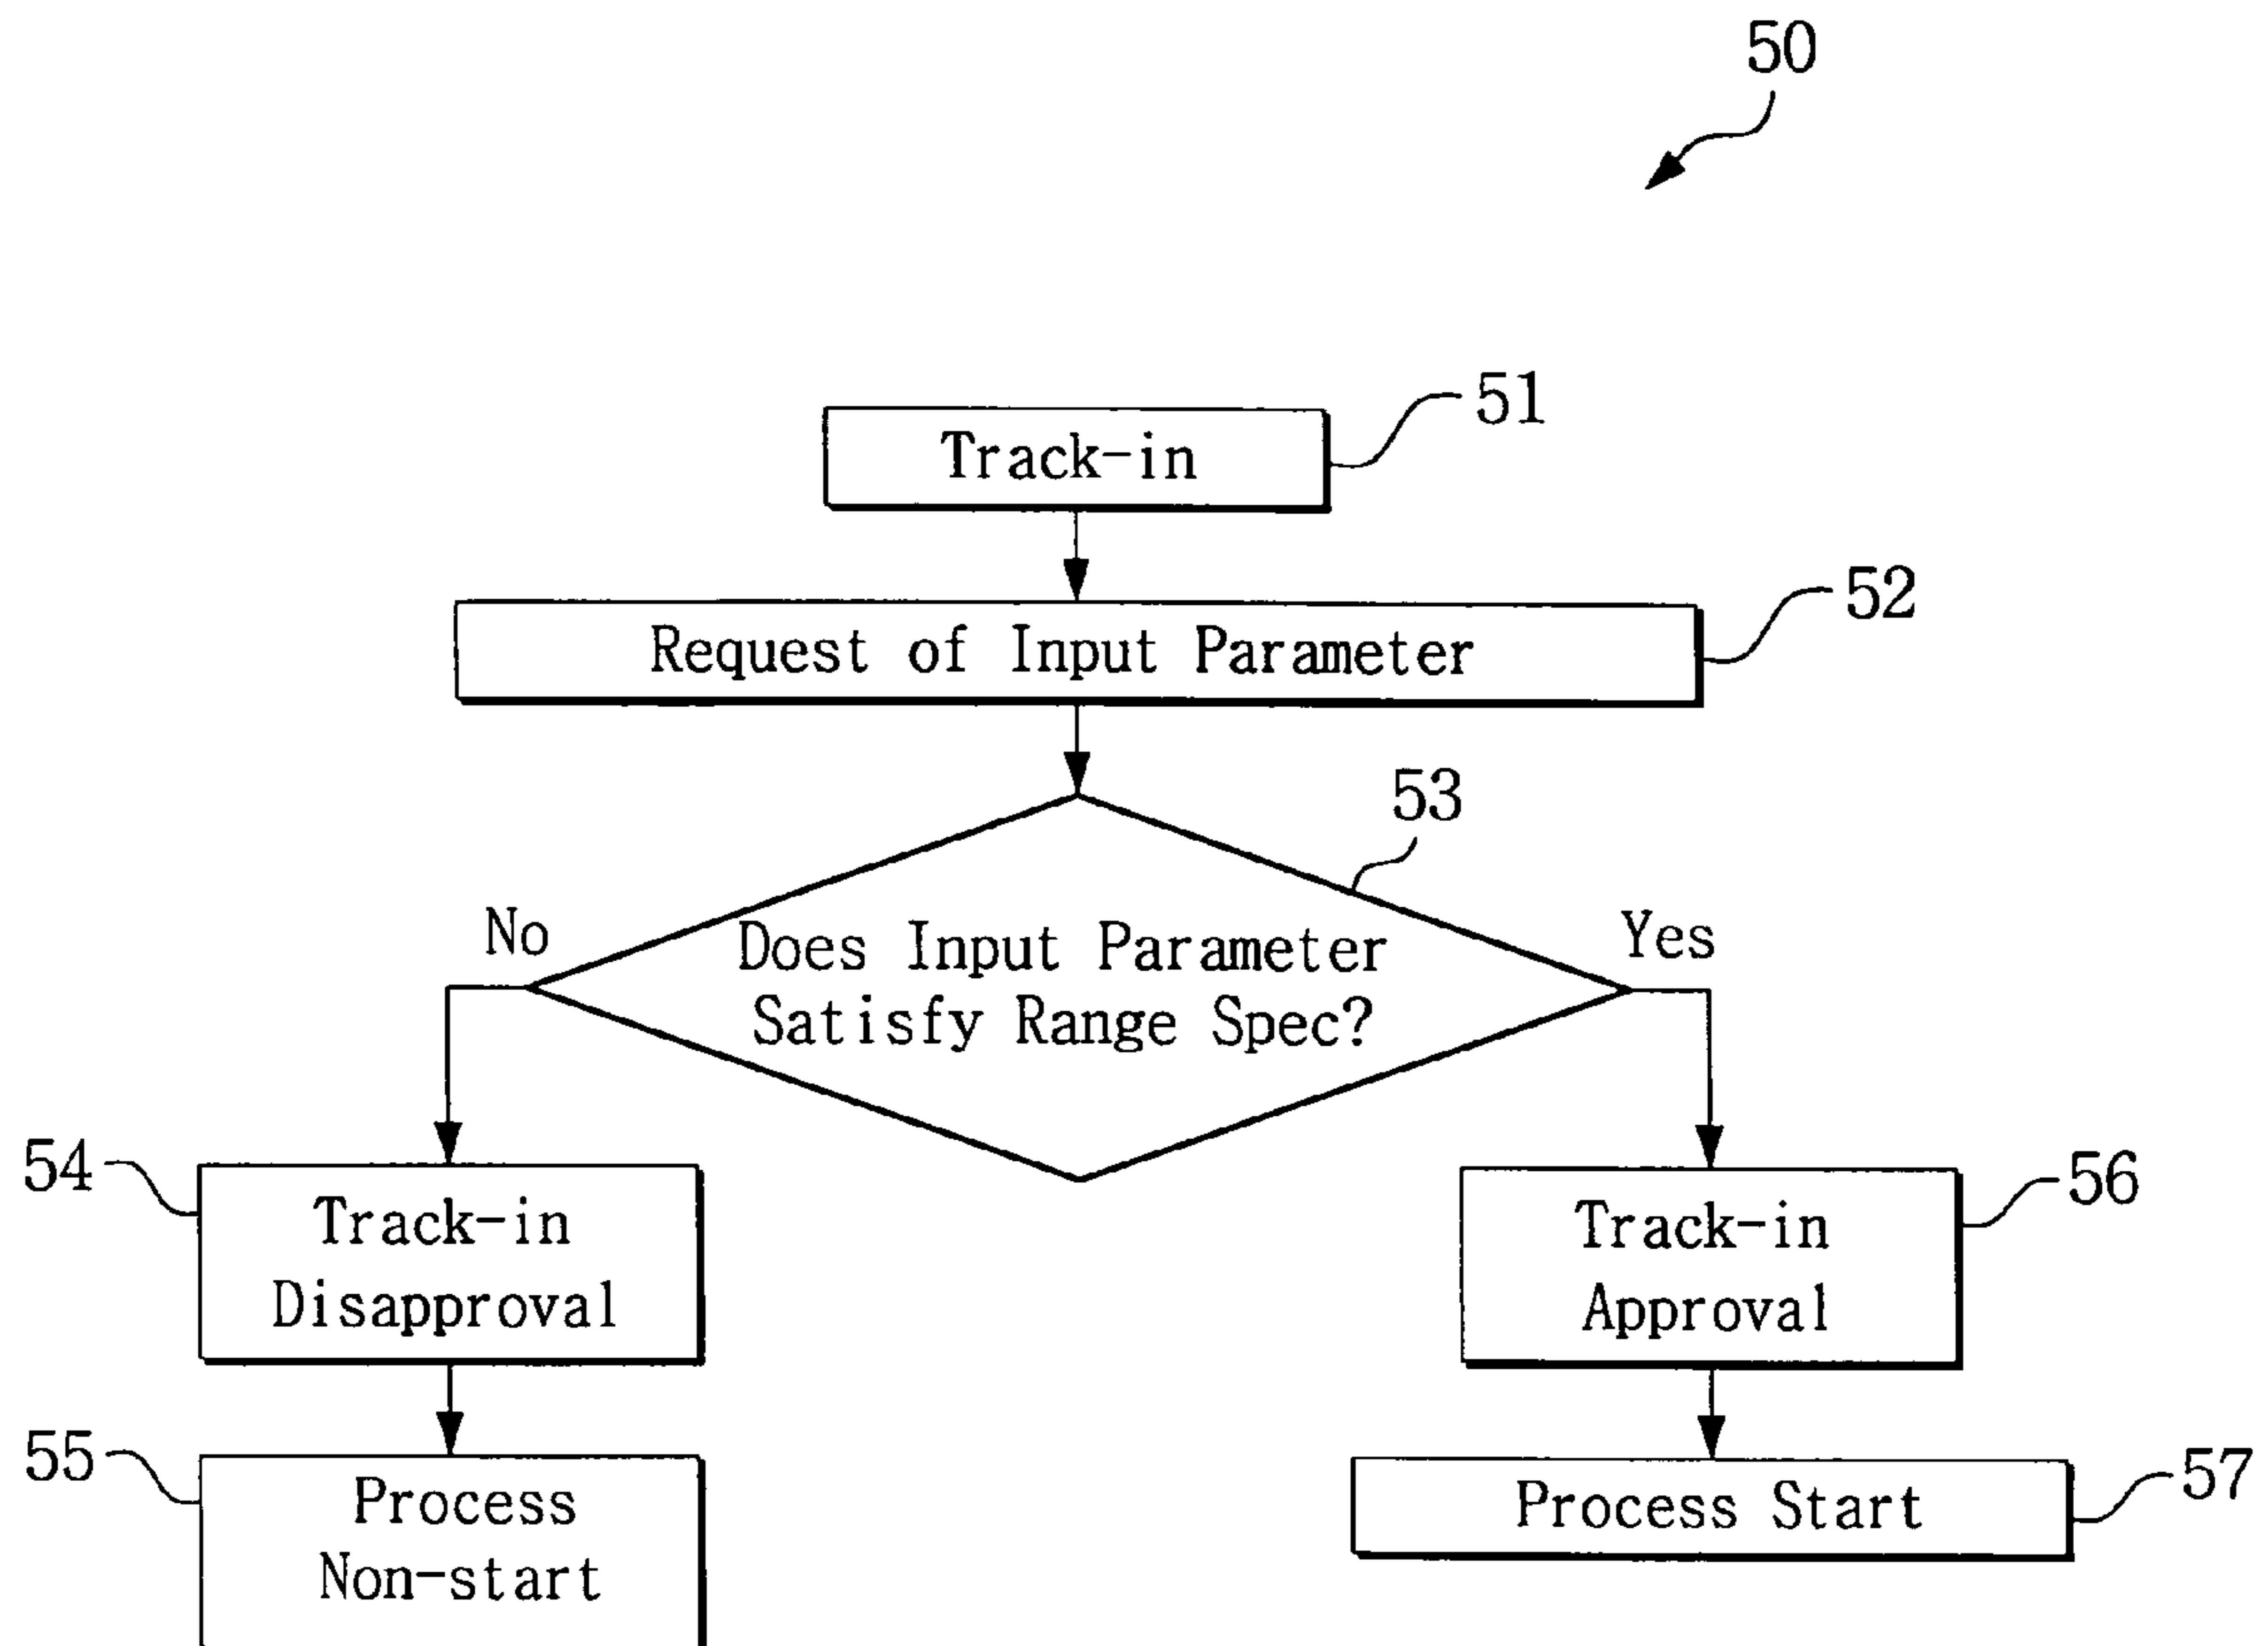 50
51
Track-in
52
Request of Input Parameter
53
No
Yes
Does Input Parameter
Satisfy Range Spec?
54
Track-in
Disapproval
56
Track-in
Approval
55
Process
Non-start
57
Process Start